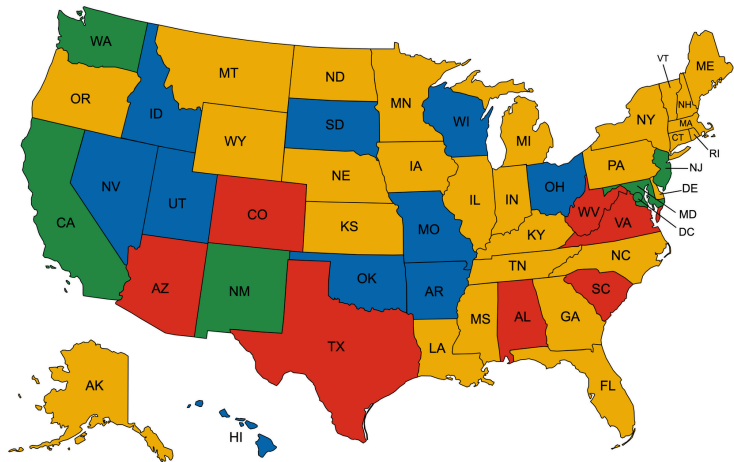 WA
MT
ND
MN
VT
ME
OR
ID
SD
WI
MI
NY
NH
MA
CT
RI
WY
NE
IA
PA
NJ
NV
UT
CO
KS
IL
IN
OH
DE
MD
DC
CA
MO
KY
WV
VA
AZ
NM
OK
AR
TN
NC
SC
TX
LA
MS
AL
GA
FL
AK
HI